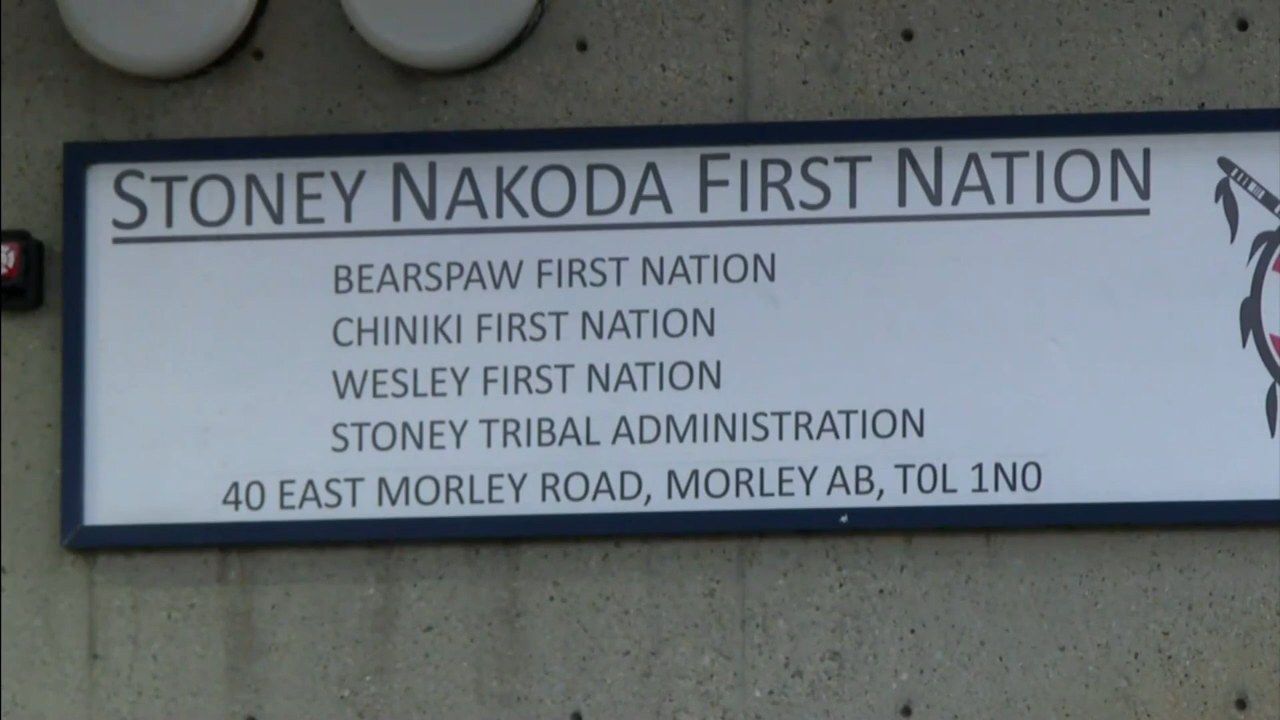 STONEY NAKODA FIRST NATION
BEARSPAW FIRST NATION
CHINIKI FIRST NATION
WESLEY FIRST NATION
STONEY TRIBAL ADMINISTRATION
40 EAST MORLEY ROAD, MORLEY AB, T0L 1N0